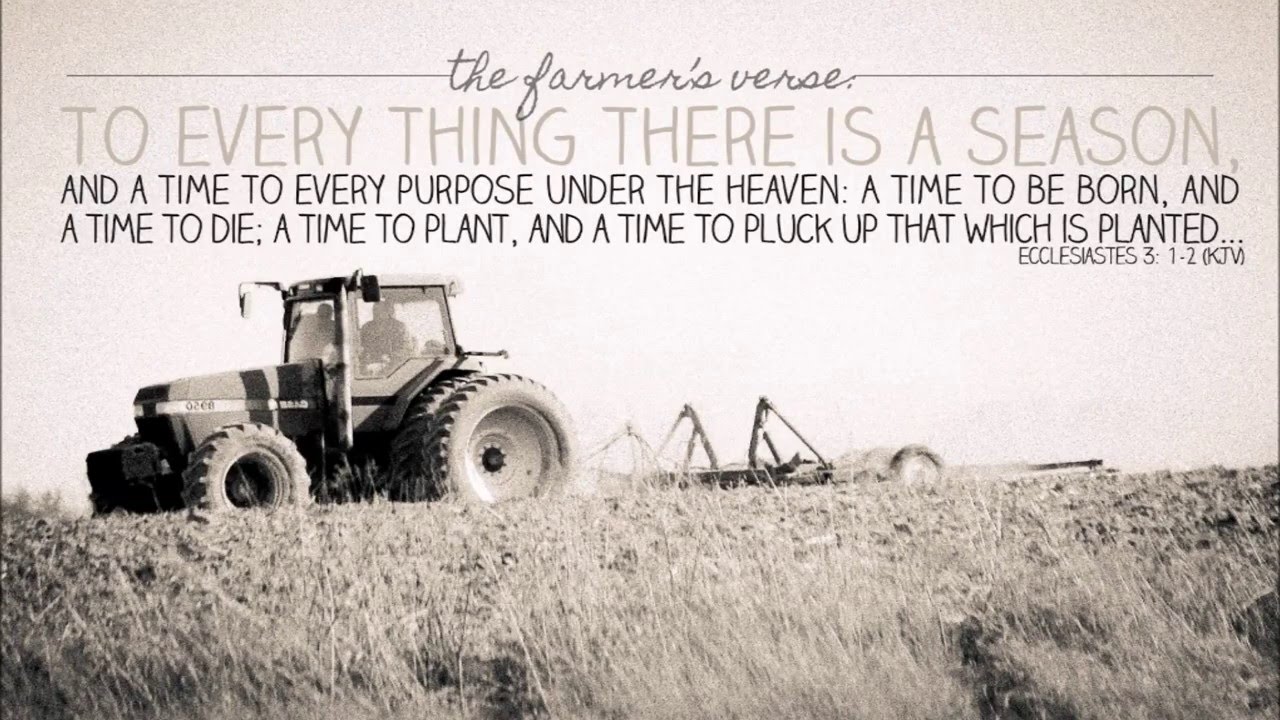 the farmer's verse:
TO EVERY THING THERE IS A SEASON,
AND A TIME TO EVERY PURPOSE UNDER THE HEAVEN: A TIME TO BE BORN, AND
A TIME TO DIE; A TIME TO PLANT, AND A TIME TO PLUCK UP THAT WHICH IS PLANTED...
ECCLESIASTES 3: 1-2 (KJV)